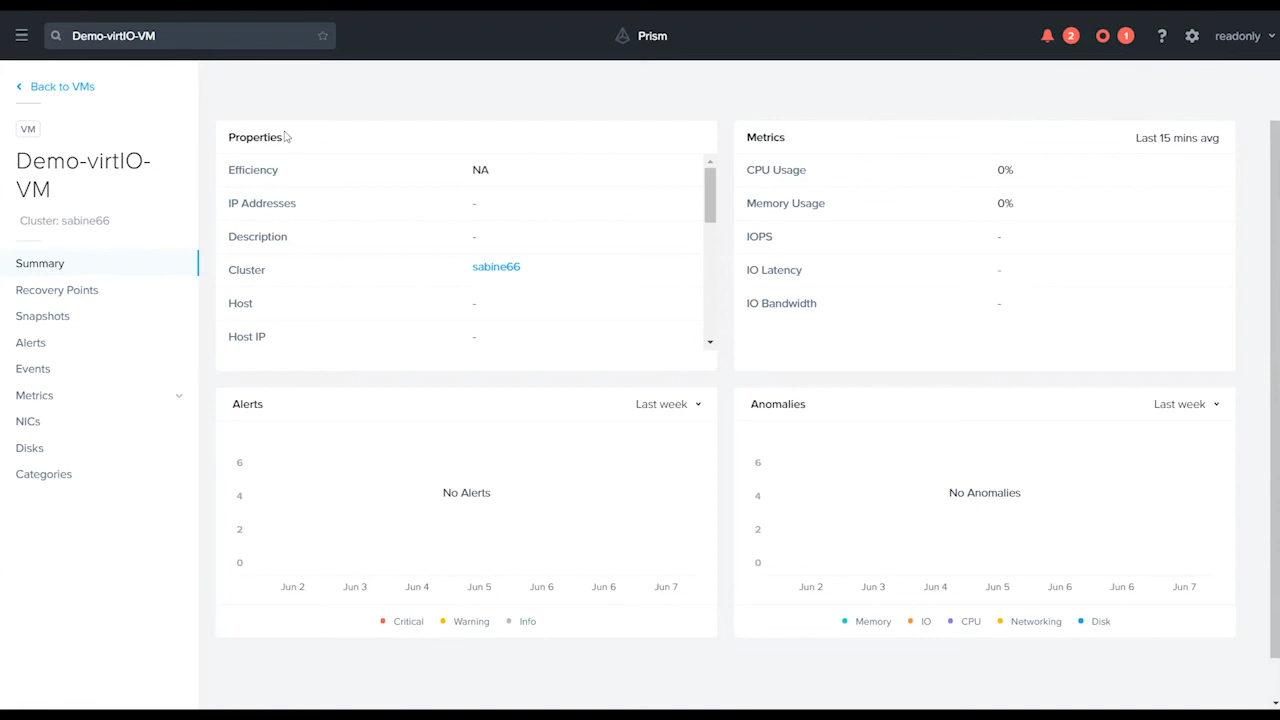 Demo-virtIO-VM
Prism
2
1
?
readonly
Back to VMs
VM
Demo-virtIO-
VM
Cluster: sabine66
Summary
Recovery Points
Snapshots
Alerts
Events
Metrics
NICs
Disks
Categories
Properties
Efficiency NA
IP Addresses -
Description -
Cluster sabine66
Host -
Host IP -
Metrics Last 15 mins avg
CPU Usage 0%
Memory Usage 0%
IOPS -
IO Latency -
IO Bandwidth -
Alerts Last week
6
4
2
0
No Alerts
Jun 2 Jun 3 Jun 4 Jun 5 Jun 6 Jun 6 Jun 7
Critical Warning Info
Anomalies Last week
6
4
2
0
No Anomalies
Jun 2 Jun 3 Jun 4 Jun 5 Jun 6 Jun 6 Jun 7
Memory IO CPU Networking Disk